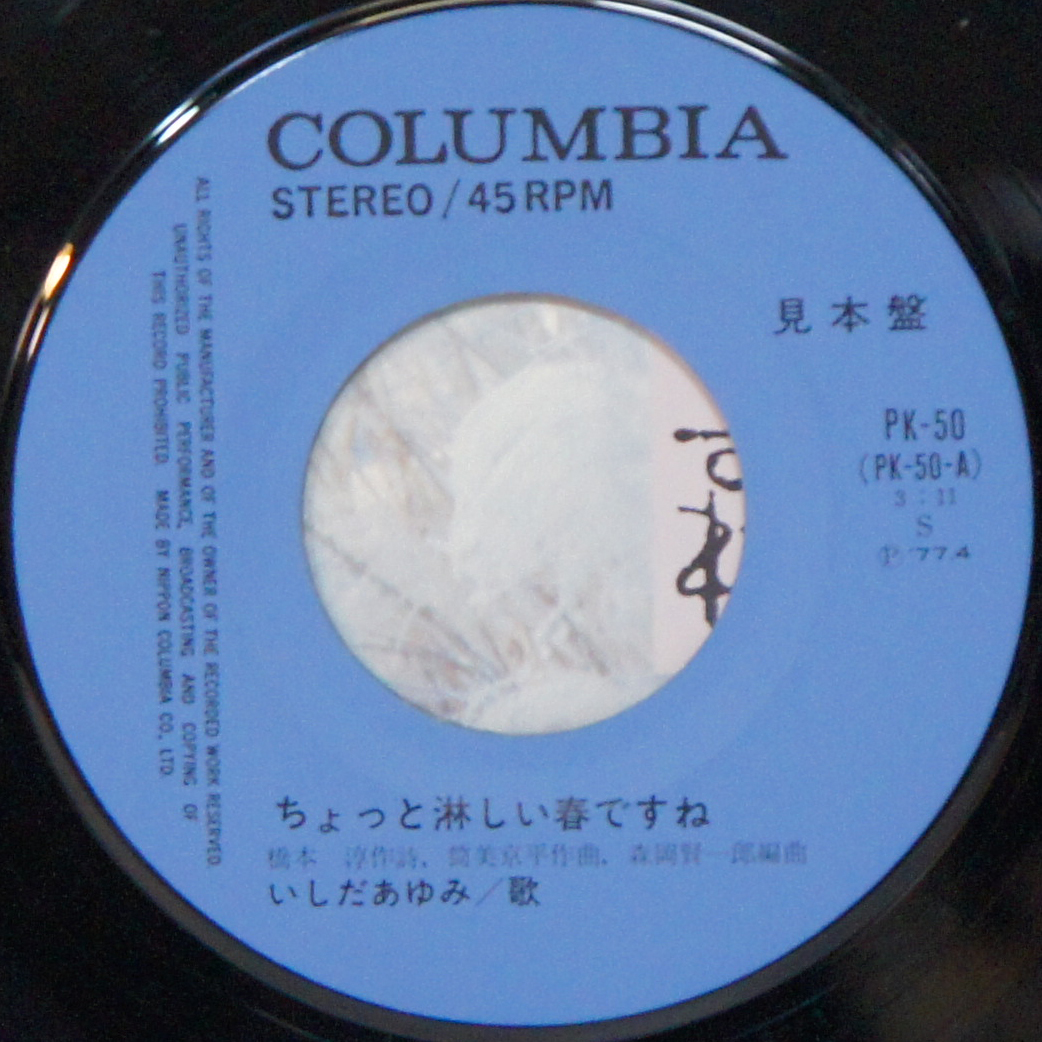 COLUMBIA
STEREO/45RPM
見本盤
PK-50
(PK-50-A)
3:11
S
Ⓟ'77.4
ALL RIGHTS OF THE MANUFACTURER AND OF THE OWNER OF THE RECORDED WORK RESERVED.
UNAUTHORIZED PUBLIC PERFORMANCE, BROADCASTING AND COPYING OF
THIS RECORD PROHIBITED. MADE BY NIPPON COLUMBIA CO., LTD.
ちょっと淋しい春ですね
橋本 淳作詩, 筒美京平作曲, 森岡賢一郎編曲
いしだあゆみ/歌